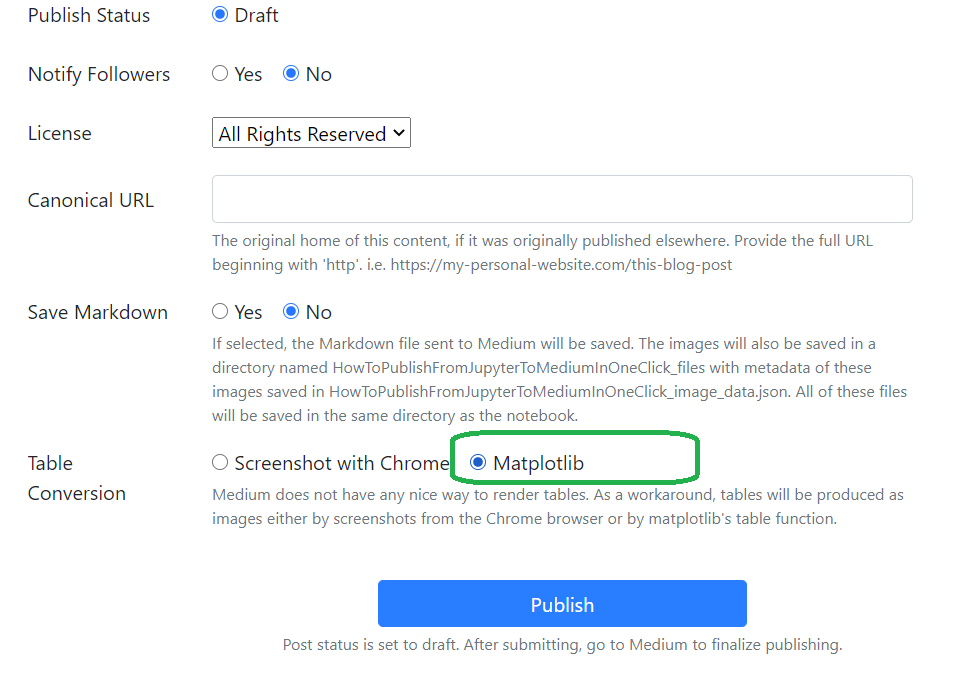 Publish Status Draft
Notify Followers Yes No
License All Rights Reserved
Canonical URL
The original home of this content, if it was originally published elsewhere. Provide the full URL
beginning with 'http'. i.e. https://my-personal-website.com/this-blog-post
Save Markdown Yes No
If selected, the Markdown file sent to Medium will be saved. The images will also be saved in a
directory named HowToPublishFromJupyterToMediumInOneClick_files with metadata of these
images saved in HowToPublishFromJupyterToMediumInOneClick_image_data.json. All of these files
will be saved in the same directory as the notebook.
Table Screenshot with Chrome Matplotlib
Conversion
Medium does not have any nice way to render tables. As a workaround, tables will be produced as
images either by screenshots from the Chrome browser or by matplotlib's table function.
Publish
Post status is set to draft. After submitting, go to Medium to finalize publishing.